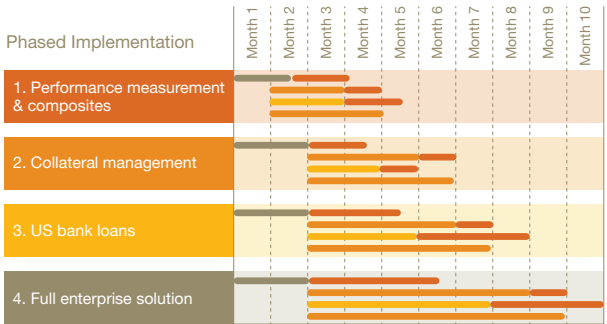 Phased Implementation
Month 1
Month 2
Month 3
Month 4
Month 5
Month 6
Month 7
Month 8
Month 9
Month 10
1. Performance measurement
& composites
2. Collateral management
3. US bank loans
4. Full enterprise solution